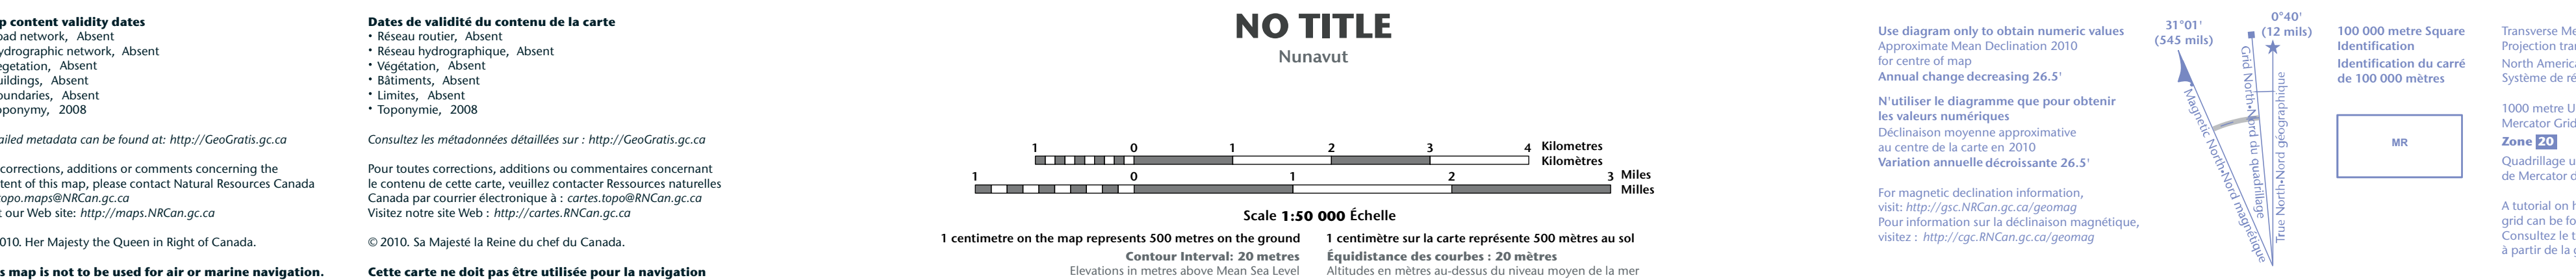 content validity dates
network, Absent
network, Absent
Absent
Absent
Absent
2008
metadata can be found at: http://GeoGratis.gc.ca
corrections, additions or comments concerning the
of this map, please contact Natural Resources Canada
topo.maps@NRCan.gc.ca
our Web site: http://maps.NRCan.gc.ca
Her Majesty the Queen in Right of Canada.
map is not to be used for air or marine navigation.
Dates de validité du contenu de la carte
• Réseau routier, Absent
• Réseau hydrographique, Absent
• Végétation, Absent
• Bâtiments, Absent
• Limites, Absent
• Toponymie, 2008
Consultez les métadonnées détaillées sur : http://GeoGratis.gc.ca
Pour toutes corrections, additions ou commentaires concernant
le contenu de cette carte, veuillez contacter Ressources naturelles
Canada par courrier électronique à : cartes.topo@RNCan.gc.ca
Visitez notre site Web : http://cartes.RNCan.gc.ca
© 2010. Sa Majesté la Reine du chef du Canada.
Cette carte ne doit pas être utilisée pour la navigation
NO TITLE
Nunavut
1 0 1 2 3 4 Kilometres
Kilomètres
1 0 1 2 3 Miles
Milles
Scale 1:50 000 Échelle
1 centimetre on the map represents 500 metres on the ground
1 centimètre sur la carte représente 500 mètres au sol
Contour Interval: 20 metres
Équidistance des courbes : 20 mètres
Elevations in metres above Mean Sea Level
Altitudes en mètres au-dessus du niveau moyen de la mer
Use diagram only to obtain numeric values
Approximate Mean Declination 2010
for centre of map
Annual change decreasing 26.5'
N'utiliser le diagramme que pour obtenir
les valeurs numériques
Déclinaison moyenne approximative
au centre de la carte en 2010
Variation annuelle décroissante 26.5'
For magnetic declination information,
visit: http://gsc.NRCan.gc.ca/geomag
Pour information sur la déclinaison magnétique,
visitez : http://cgc.RNCan.gc.ca/geomag
31°01'
(545 mils)
0°40'
(12 mils)
Magnetic North•Nord magnétique
Grid North•Nord du quadrillage
True North•Nord géographique
100 000 metre Square
Identification
Identification du carré
de 100 000 mètres
MR
Transverse
Projection
North
Système de
1000 metre
Mercator Grid
Zone 20
Quadrillage
de Mercator
A tutorial on
grid can be
Consultez le
à partir de la